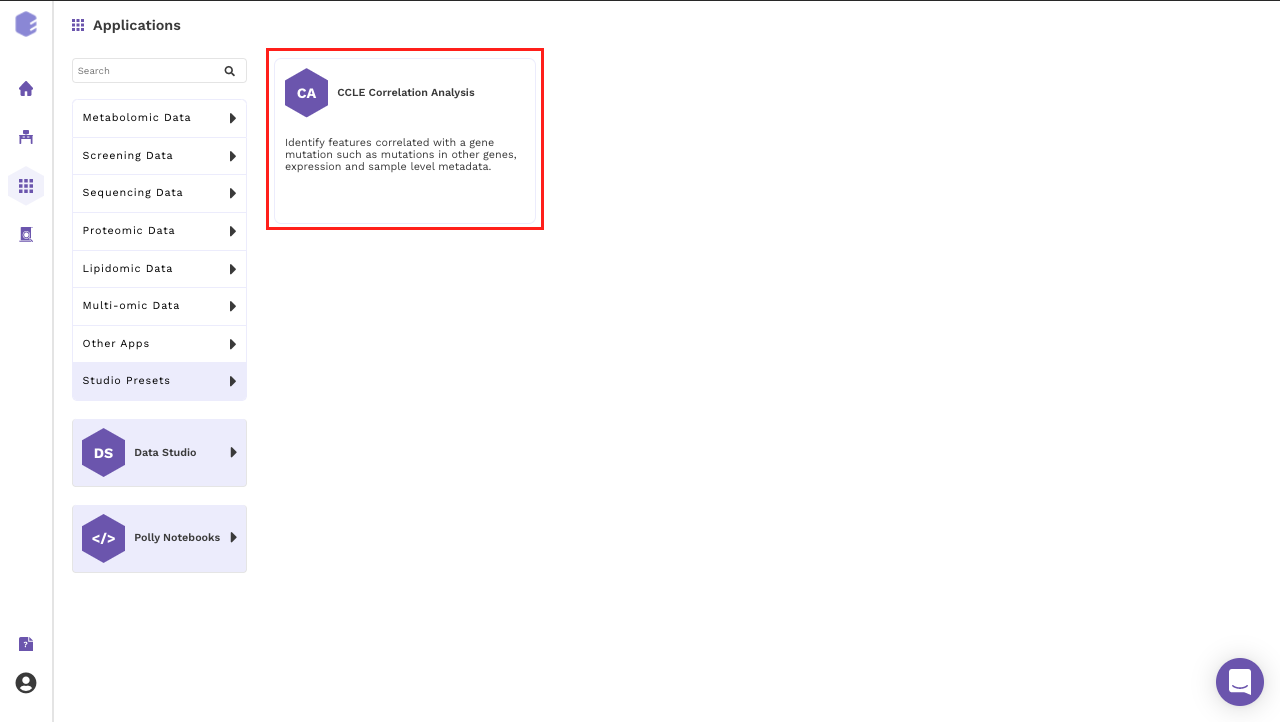 Applications
Search
Metabolomic Data
Screening Data
Sequencing Data
Proteomic Data
Lipidomic Data
Multi-omic Data
Other Apps
Studio Presets
DS Data Studio
</> Polly Notebooks
CA CCLE Correlation Analysis
Identify features correlated with a gene
mutation such as mutations in other genes,
expression and sample level metadata.
?